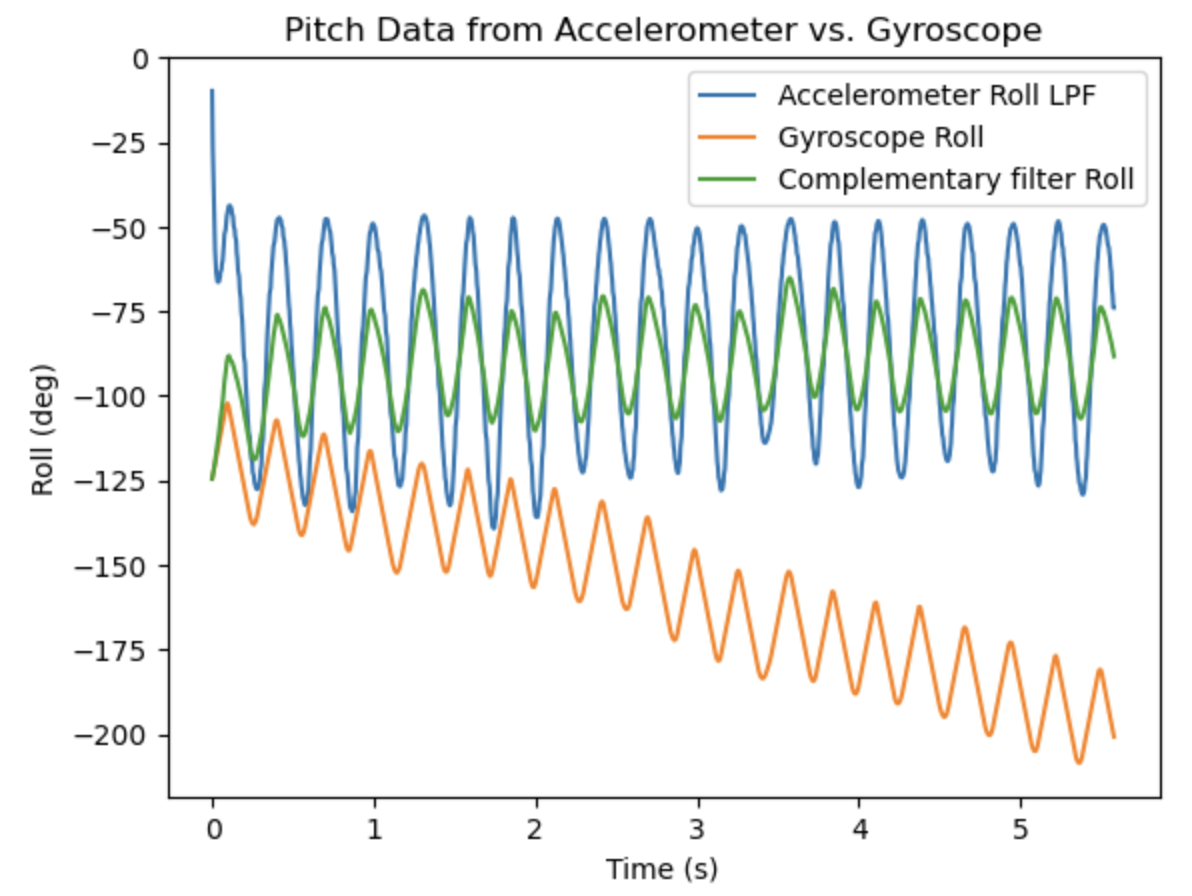 Pitch Data from Accelerometer vs. Gyroscope
Accelerometer Roll LPF
Gyroscope Roll
Complementary filter Roll
0
−25
−50
−75
−100
−125
−150
−175
−200
Roll (deg)
0 1 2 3 4 5
Time (s)